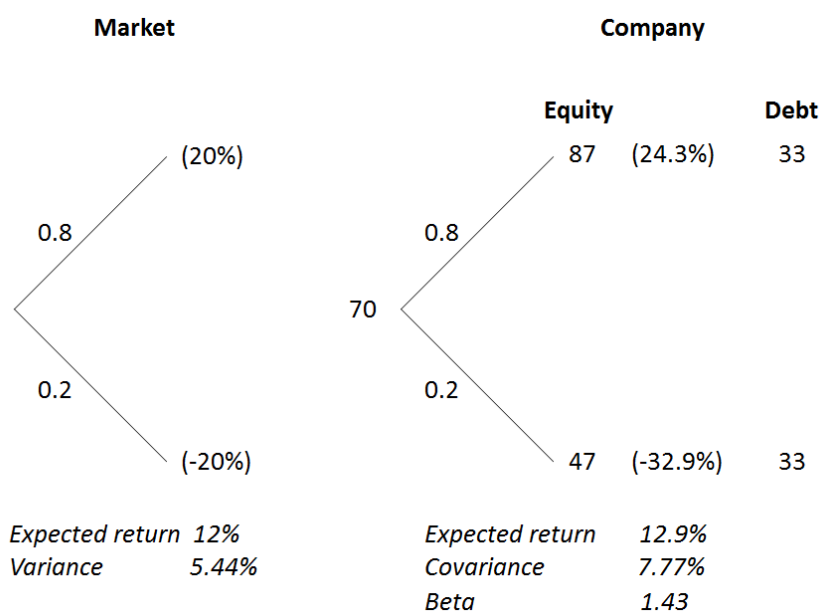 Market Company
Equity Debt
(20%) 87 (24.3%) 33
0.8 0.8
70
0.2 0.2
(-20%) 47 (-32.9%) 33
Expected return 12% Expected return 12.9%
Variance 5.44% Covariance 7.77%
Beta 1.43